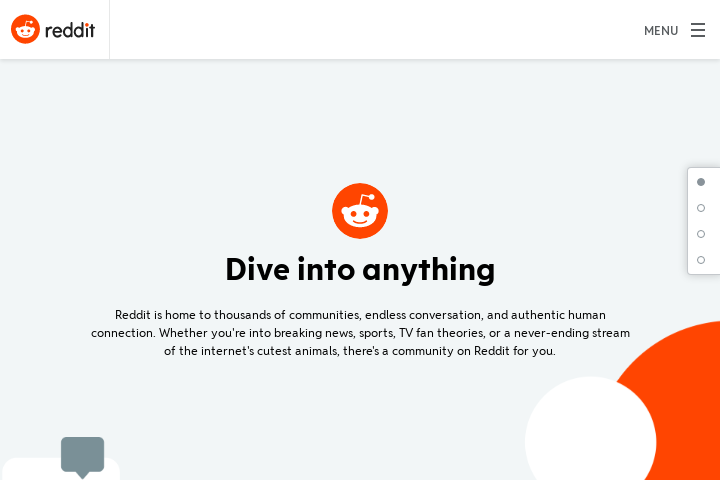 reddit
MENU
Dive into anything
Reddit is home to thousands of communities, endless conversation, and authentic human
connection. Whether you're into breaking news, sports, TV fan theories, or a never-ending stream
of the internet's cutest animals, there's a community on Reddit for you.